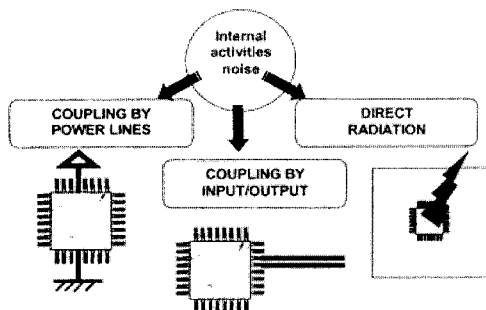 Internal
activities
noise
COUPLING BY
POWER LINES
DIRECT
RADIATION
COUPLING BY
INPUT/OUTPUT